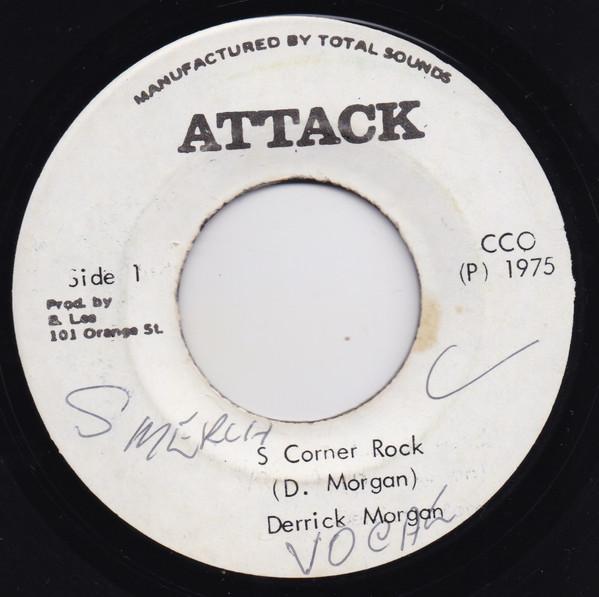 MANUFACTURED BY TOTAL SOUNDS
ATTACK
Side 1
Prod. by
B. Lee
101 Orange St.
CCO
(P) 1975
S MERCH
C
S Corner Rock
(D. Morgan)
Derrick Morgan
VOCAL